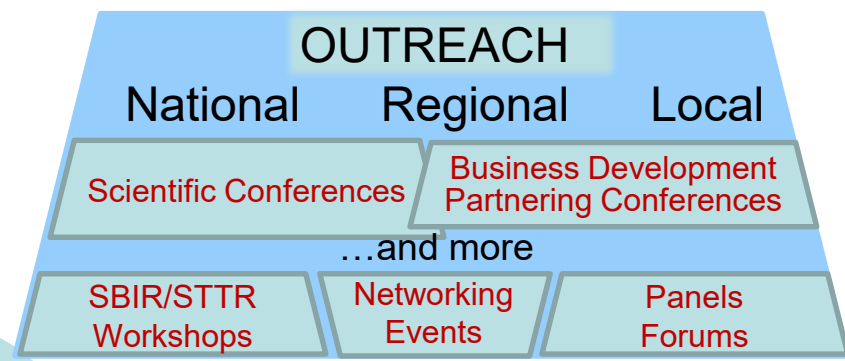 OUTREACH
National Regional Local
Scientific Conferences
Business Development
Partnering Conferences
…and more
SBIR/STTR
Workshops
Networking
Events
Panels
Forums